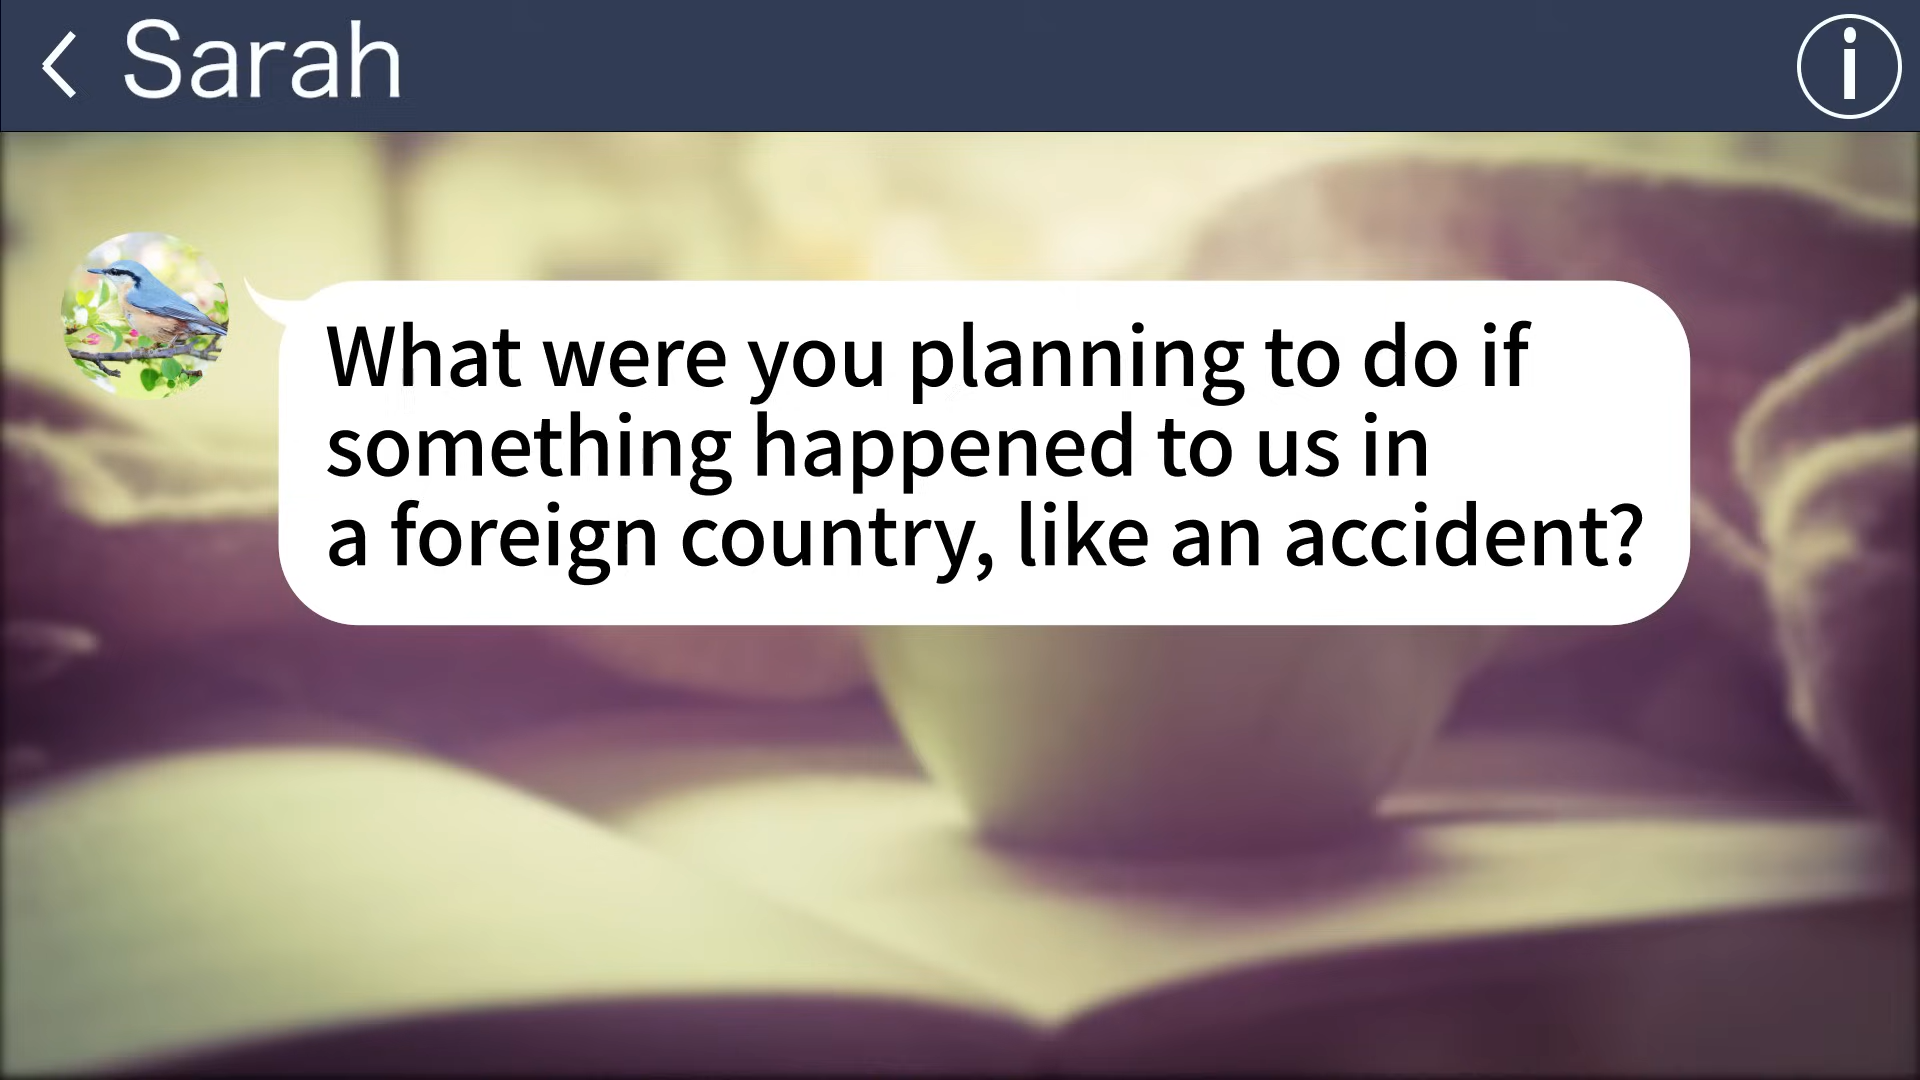 Sarah
What were you planning to do if
something happened to us in
a foreign country, like an accident?